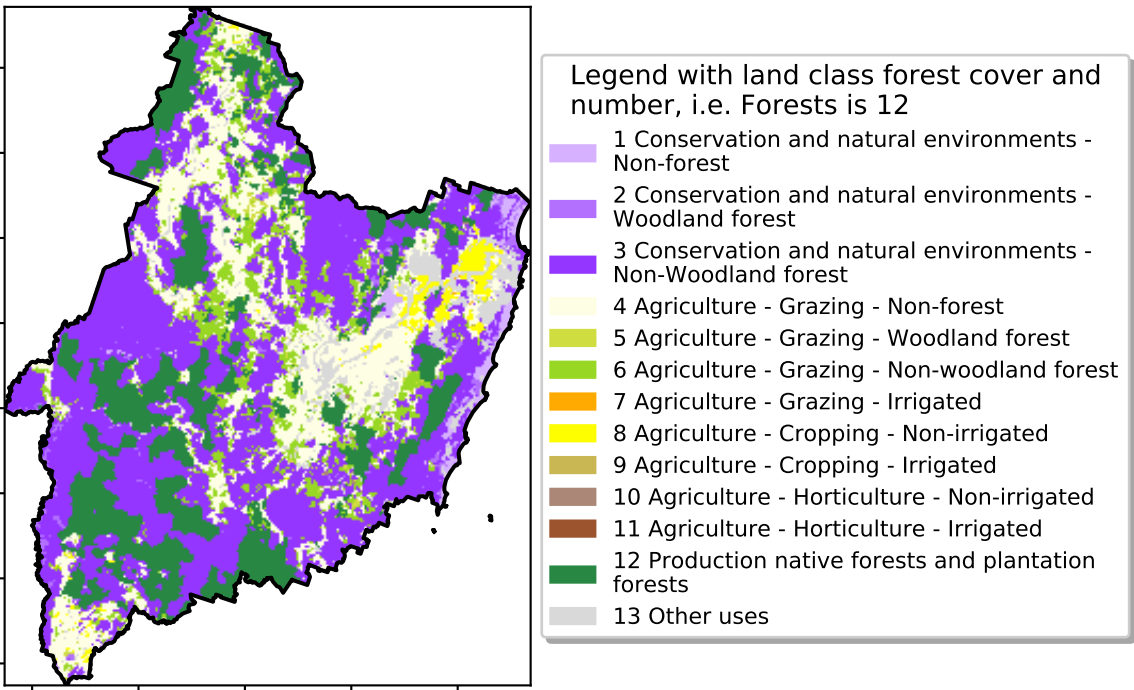 Legend with land class forest cover and
number, i.e. Forests is 12
1 Conservation and natural environments -
Non-forest
2 Conservation and natural environments -
Woodland forest
3 Conservation and natural environments -
Non-Woodland forest
4 Agriculture - Grazing - Non-forest
5 Agriculture - Grazing - Woodland forest
6 Agriculture - Grazing - Non-woodland forest
7 Agriculture - Grazing - Irrigated
8 Agriculture - Cropping - Non-irrigated
9 Agriculture - Cropping - Irrigated
10 Agriculture - Horticulture - Non-irrigated
11 Agriculture - Horticulture - Irrigated
12 Production native forests and plantation
forests
13 Other uses